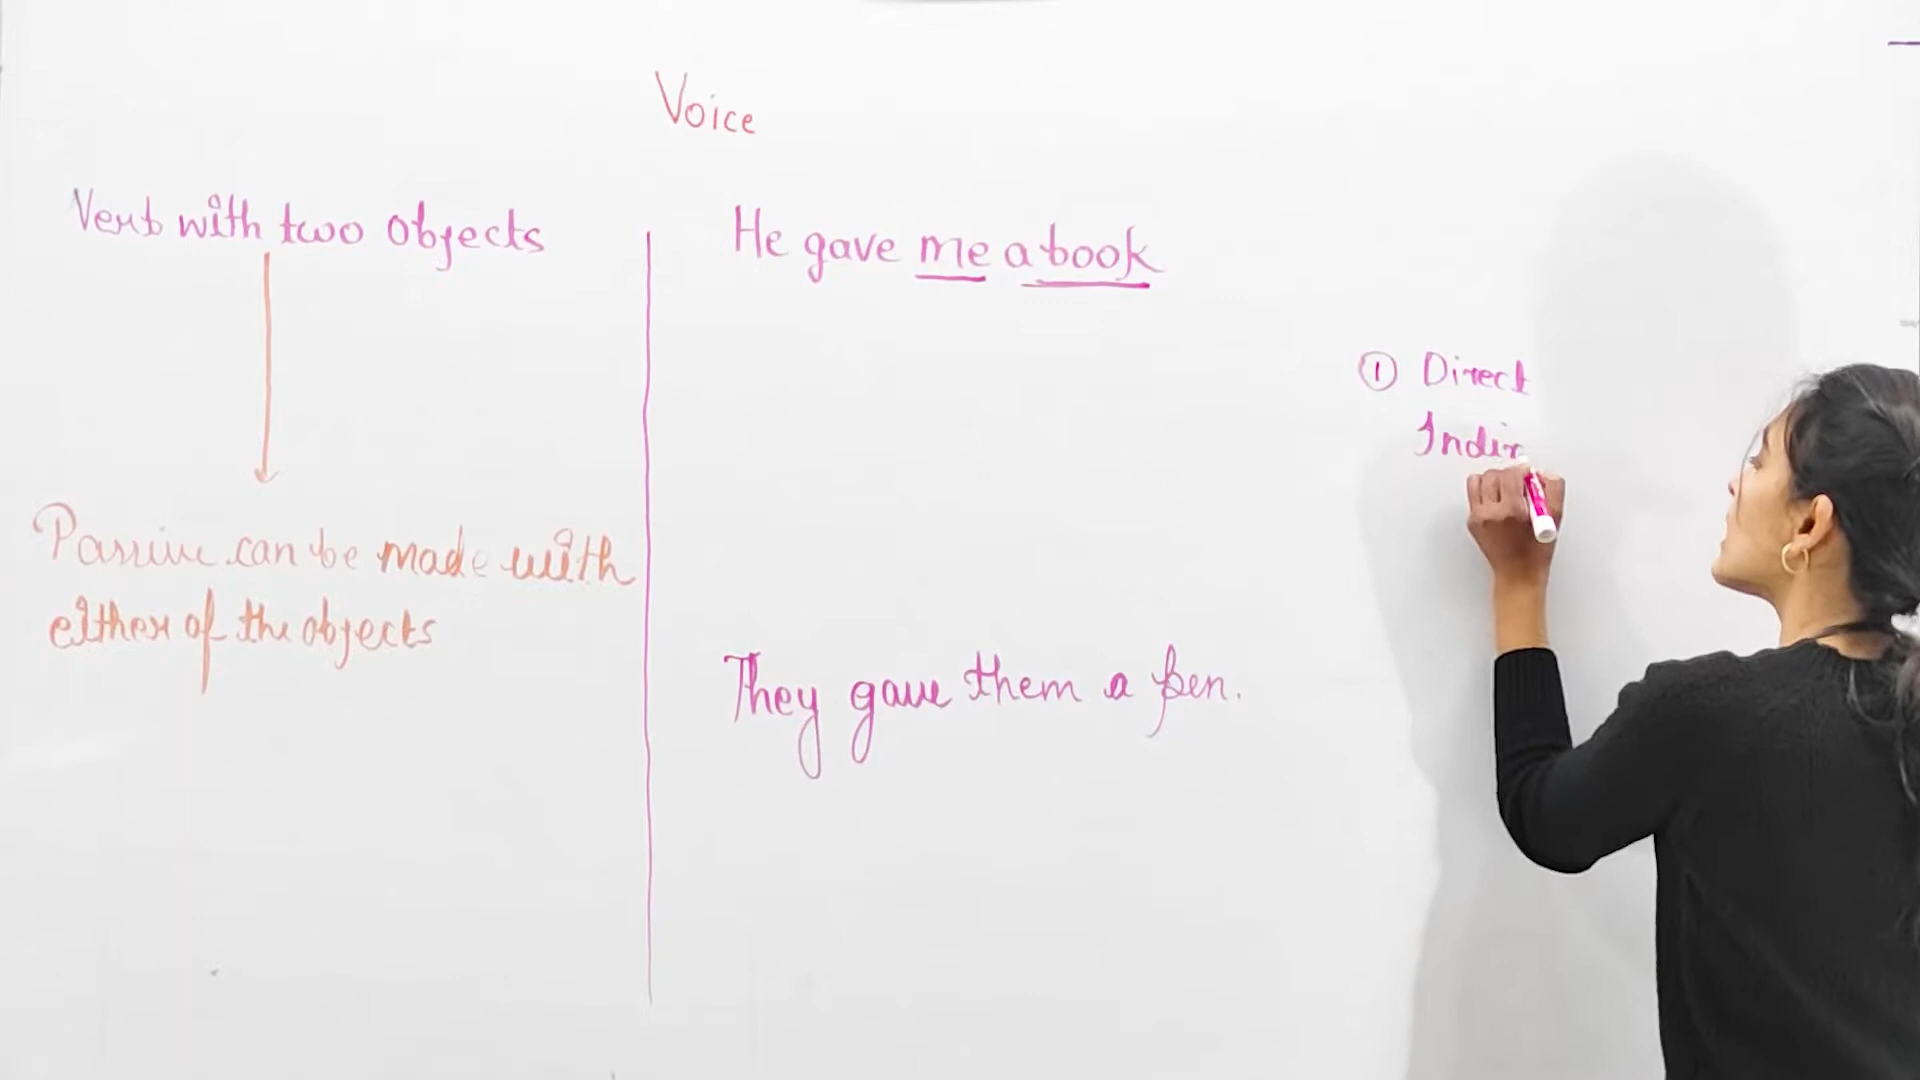 Voice
Verb with two objects
Passive can be made with
either of the objects
He gave me a book
They gave them a pen.
① Direct
Indir